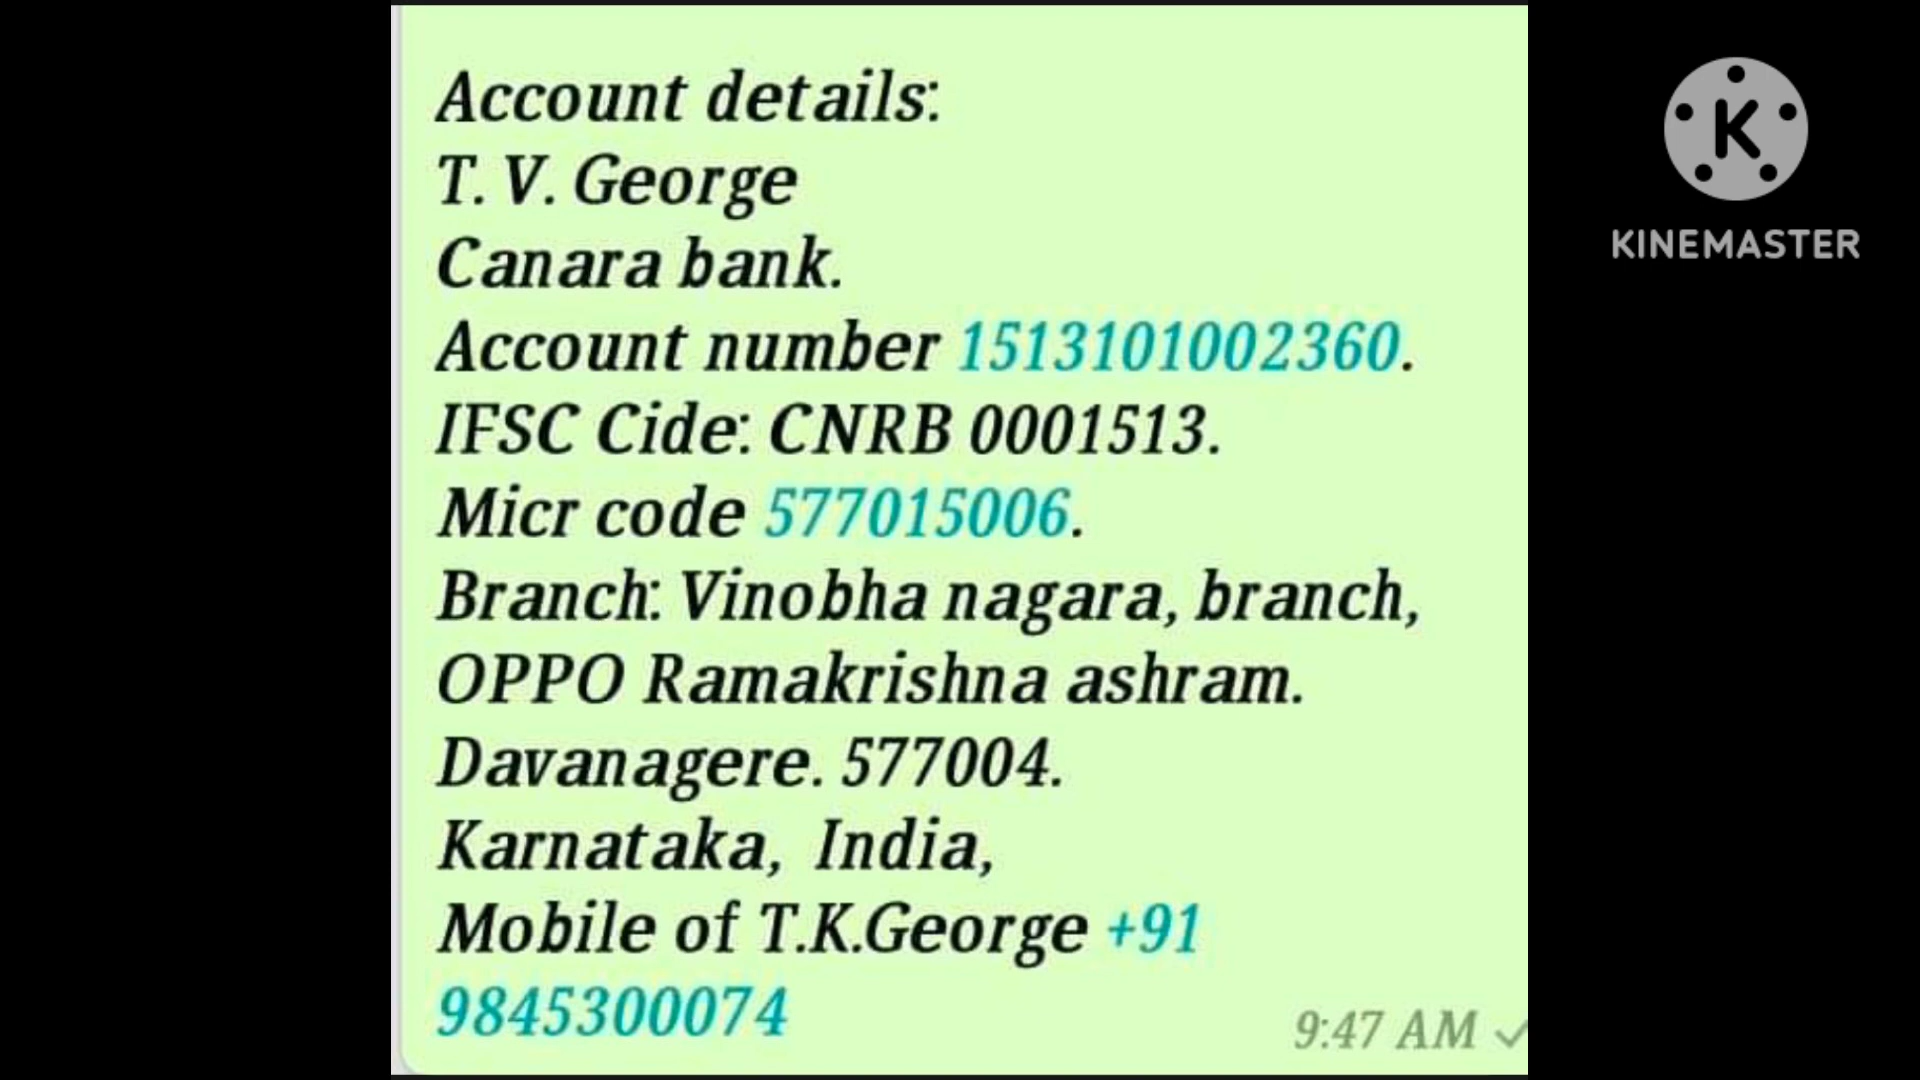 Account details:
T. V. George
Canara bank.
Account number 1513101002360.
IFSC Cide: CNRB 0001513.
Micr code 577015006.
Branch: Vinobha nagara, branch,
OPPO Ramakrishna ashram.
Davanagere. 577004.
Karnataka, India,
Mobile of T.K.George +91
9845300074
9:47 AM
K
KINEMASTER